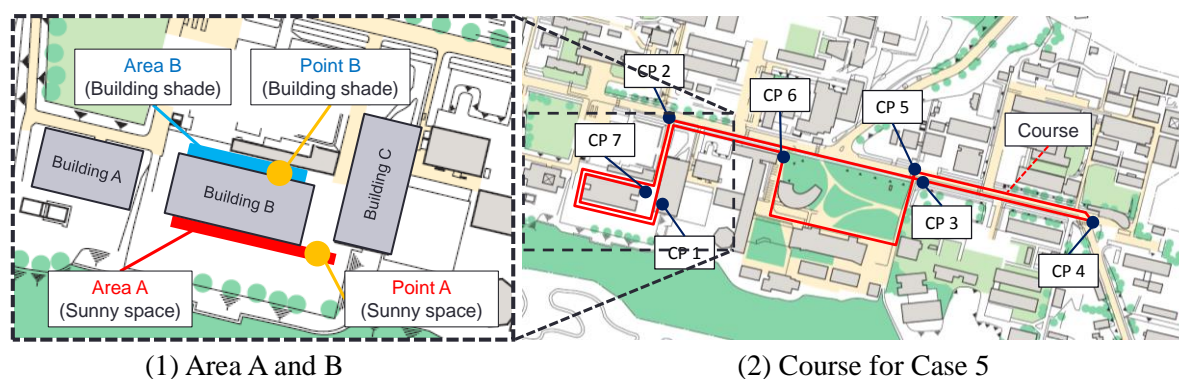 Area B
(Building shade)
Point B
(Building shade)
Building A
Building B
Building C
Area A
(Sunny space)
Point A
(Sunny space)
CP 2
CP 6
CP 5
Course
CP 7
CP 3
CP 1
CP 4
(1) Area A and B
(2) Course for Case 5